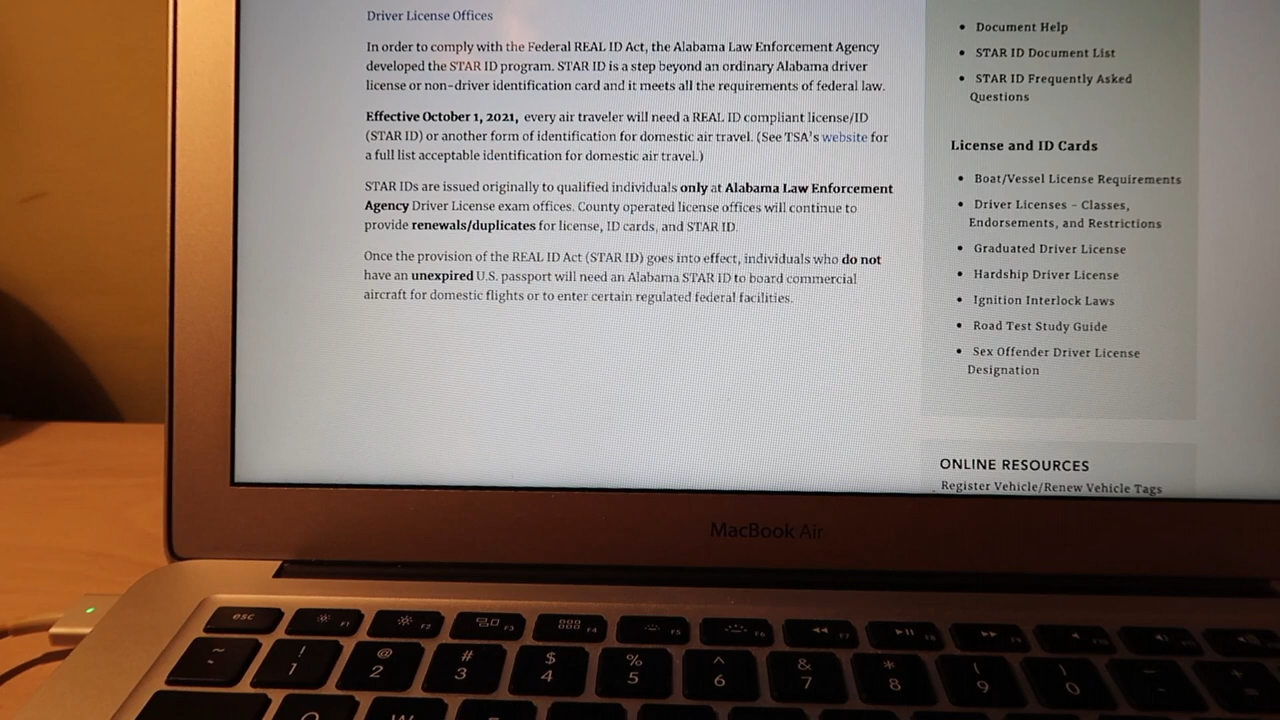 Driver License Offices
In order to comply with the Federal REAL ID Act, the Alabama Law Enforcement Agency
developed the STAR ID program. STAR ID is a step beyond an ordinary Alabama driver
license or non-driver identification card and it meets all the requirements of federal law.
Effective October 1, 2021, every air traveler will need a REAL ID compliant license/ID
(STAR ID) or another form of identification for domestic air travel. (See TSA's website for
a full list acceptable identification for domestic air travel.)
STAR IDs are issued originally to qualified individuals only at Alabama Law Enforcement
Agency Driver License exam offices. County operated license offices will continue to
provide renewals/duplicates for license, ID cards, and STAR ID.
Once the provision of the REAL ID Act (STAR ID) goes into effect, individuals who do not
have an unexpired U.S. passport will need an Alabama STAR ID to board commercial
aircraft for domestic flights or to enter certain regulated federal facilities.
• Document Help
• STAR ID Document List
• STAR ID Frequently Asked
Questions
License and ID Cards
• Boat/Vessel License Requirements
• Driver Licenses – Classes,
Endorsements, and Restrictions
• Graduated Driver License
• Hardship Driver License
• Ignition Interlock Laws
• Road Test Study Guide
• Sex Offender Driver License
Designation
ONLINE RESOURCES
Register Vehicle/Renew Vehicle Tags
MacBook Air
esc F1 F2 F3 F4 F5 F6 F7 F8 F9
~ ! @ # $ % ^ & * ( )
1 2 3 4 5 6 7 8 9 0